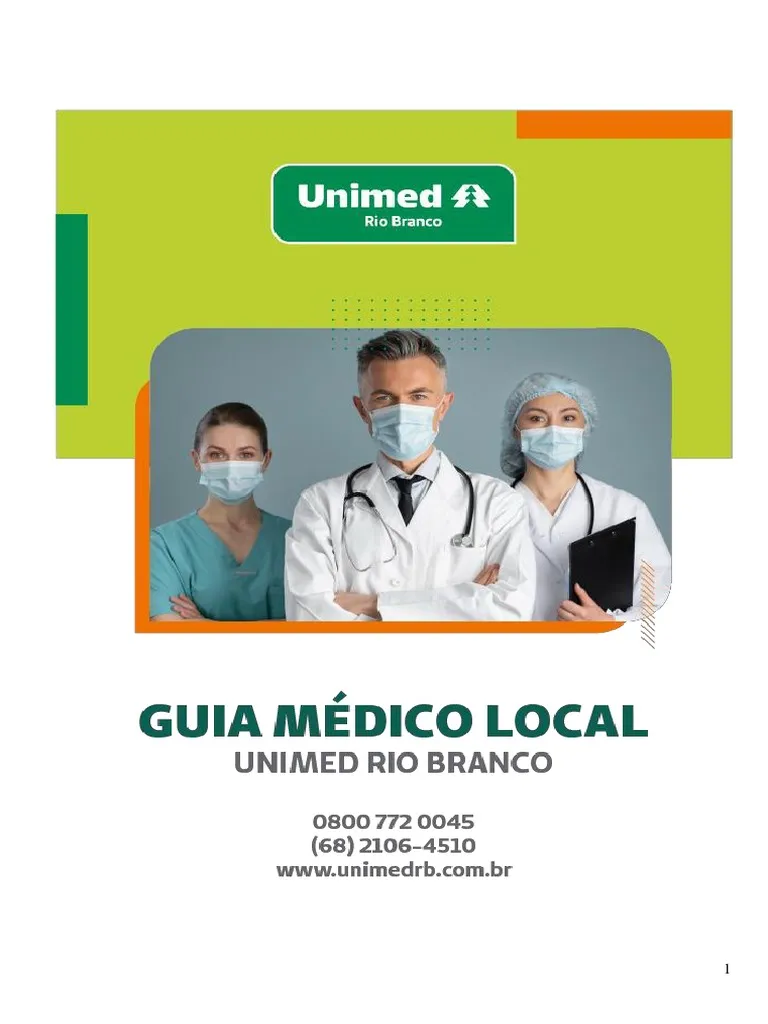 Unimed
Rio Branco
GUIA MÉDICO LOCAL
UNIMED RIO BRANCO
0800 772 0045
(68) 2106-4510
www.unimedrb.com.br
1